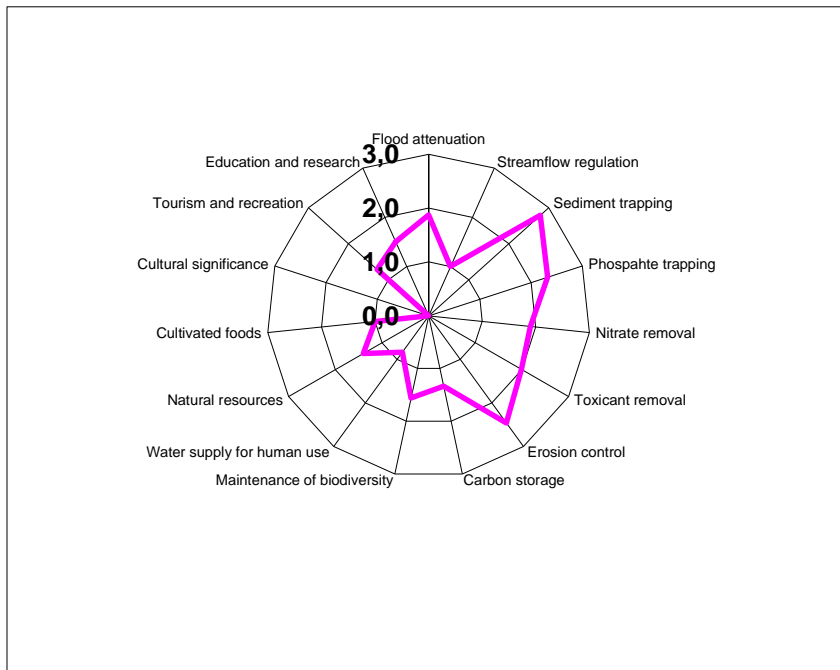 Flood attenuation
3,0
Education and research
Streamflow regulation
Tourism and recreation
2,0
Sediment trapping
Cultural significance
1,0
Phospahte trapping
0,0
Cultivated foods
Nitrate removal
Natural resources
Toxicant removal
Water supply for human use
Erosion control
Maintenance of biodiversity
Carbon storage